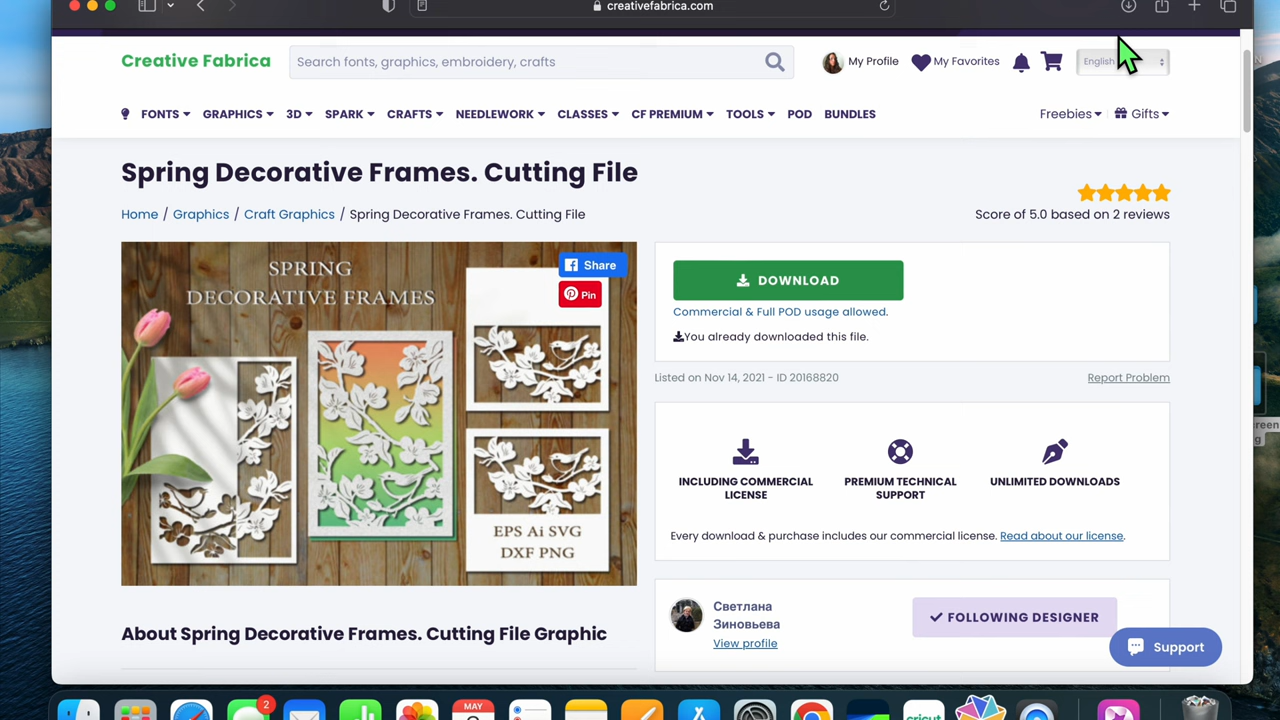 creativefabrica.com
Creative Fabrica
Search fonts, graphics, embroidery, crafts
My Profile
My Favorites
English
FONTS GRAPHICS 3D SPARK CRAFTS NEEDLEWORK CLASSES CF PREMIUM TOOLS POD BUNDLES
Freebies
Gifts
Spring Decorative Frames. Cutting File
Score of 5.0 based on 2 reviews
Home / Graphics / Craft Graphics / Spring Decorative Frames. Cutting File
SPRING
DECORATIVE FRAMES
Share
Pin
EPS Ai SVG
DXF PNG
DOWNLOAD
Commercial & Full POD usage allowed.
You already downloaded this file.
Listed on Nov 14, 2021 - ID 20168820
Report Problem
INCLUDING COMMERCIAL
LICENSE
PREMIUM TECHNICAL
SUPPORT
UNLIMITED DOWNLOADS
Every download & purchase includes our commercial license. Read about our license.
Светлана
Зиновьева
View profile
FOLLOWING DESIGNER
About Spring Decorative Frames. Cutting File Graphic
Support
2
MAY
cricut